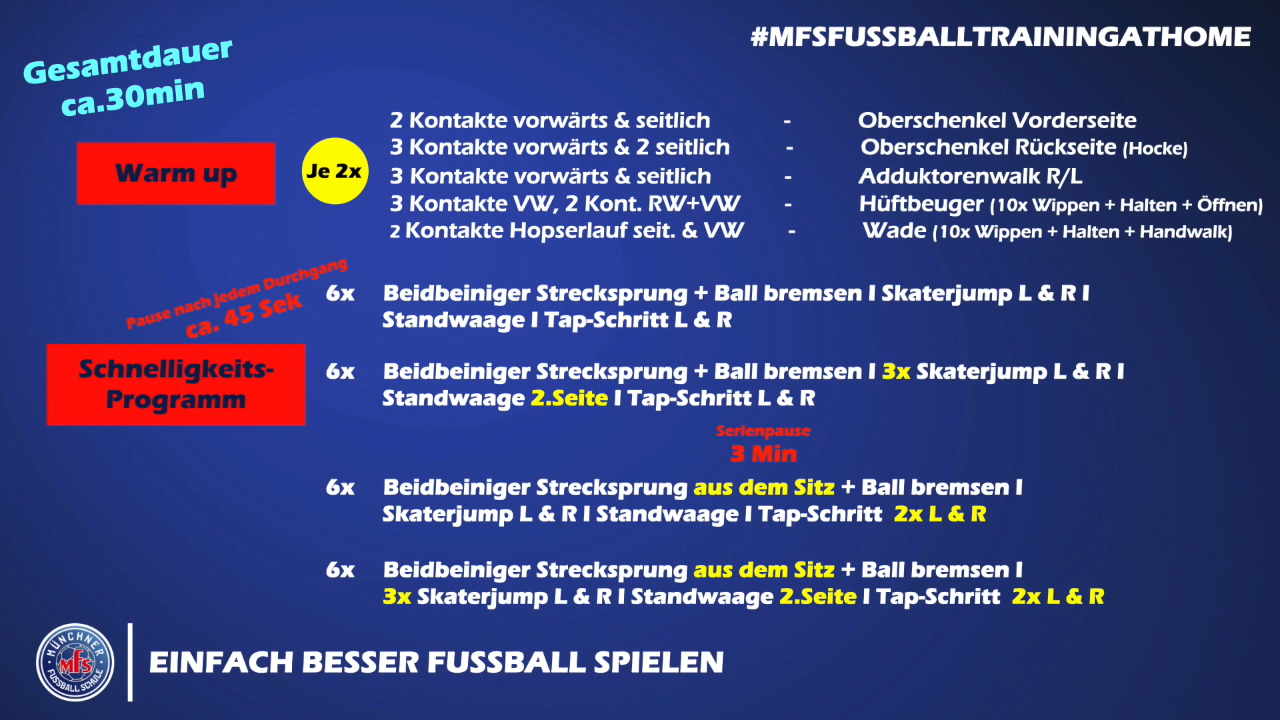 #MFSFUSSBALLTRAININGATHOME
Gesamtdauer
ca.30min
Warm up
Je 2x
2 Kontakte vorwärts & seitlich - Oberschenkel Vorderseite
3 Kontakte vorwärts & 2 seitlich - Oberschenkel Rückseite (Hocke)
3 Kontakte vorwärts & seitlich - Adduktorenwalk R/L
3 Kontakte VW, 2 Kont. RW+VW - Hüftbeuger (10x Wippen + Halten + Öffnen)
2 Kontakte Hopserlauf seit. & VW - Wade (10x Wippen + Halten + Handwalk)
Pause nach jedem Durchgang
ca. 45 Sek
Schnelligkeits-
Programm
6x Beidbeiniger Strecksprung + Ball bremsen I Skaterjump L & R I
Standwaage I Tap-Schritt L & R
6x Beidbeiniger Strecksprung + Ball bremsen I 3x Skaterjump L & R I
Standwaage 2.Seite I Tap-Schritt L & R
Serienpause
3 Min
6x Beidbeiniger Strecksprung aus dem Sitz + Ball bremsen I
Skaterjump L & R I Standwaage I Tap-Schritt 2x L & R
6x Beidbeiniger Strecksprung aus dem Sitz + Ball bremsen I
3x Skaterjump L & R I Standwaage 2.Seite I Tap-Schritt 2x L & R
MÜNCHNER
MFS
FUSSBALL SCHULE
EINFACH BESSER FUSSBALL SPIELEN